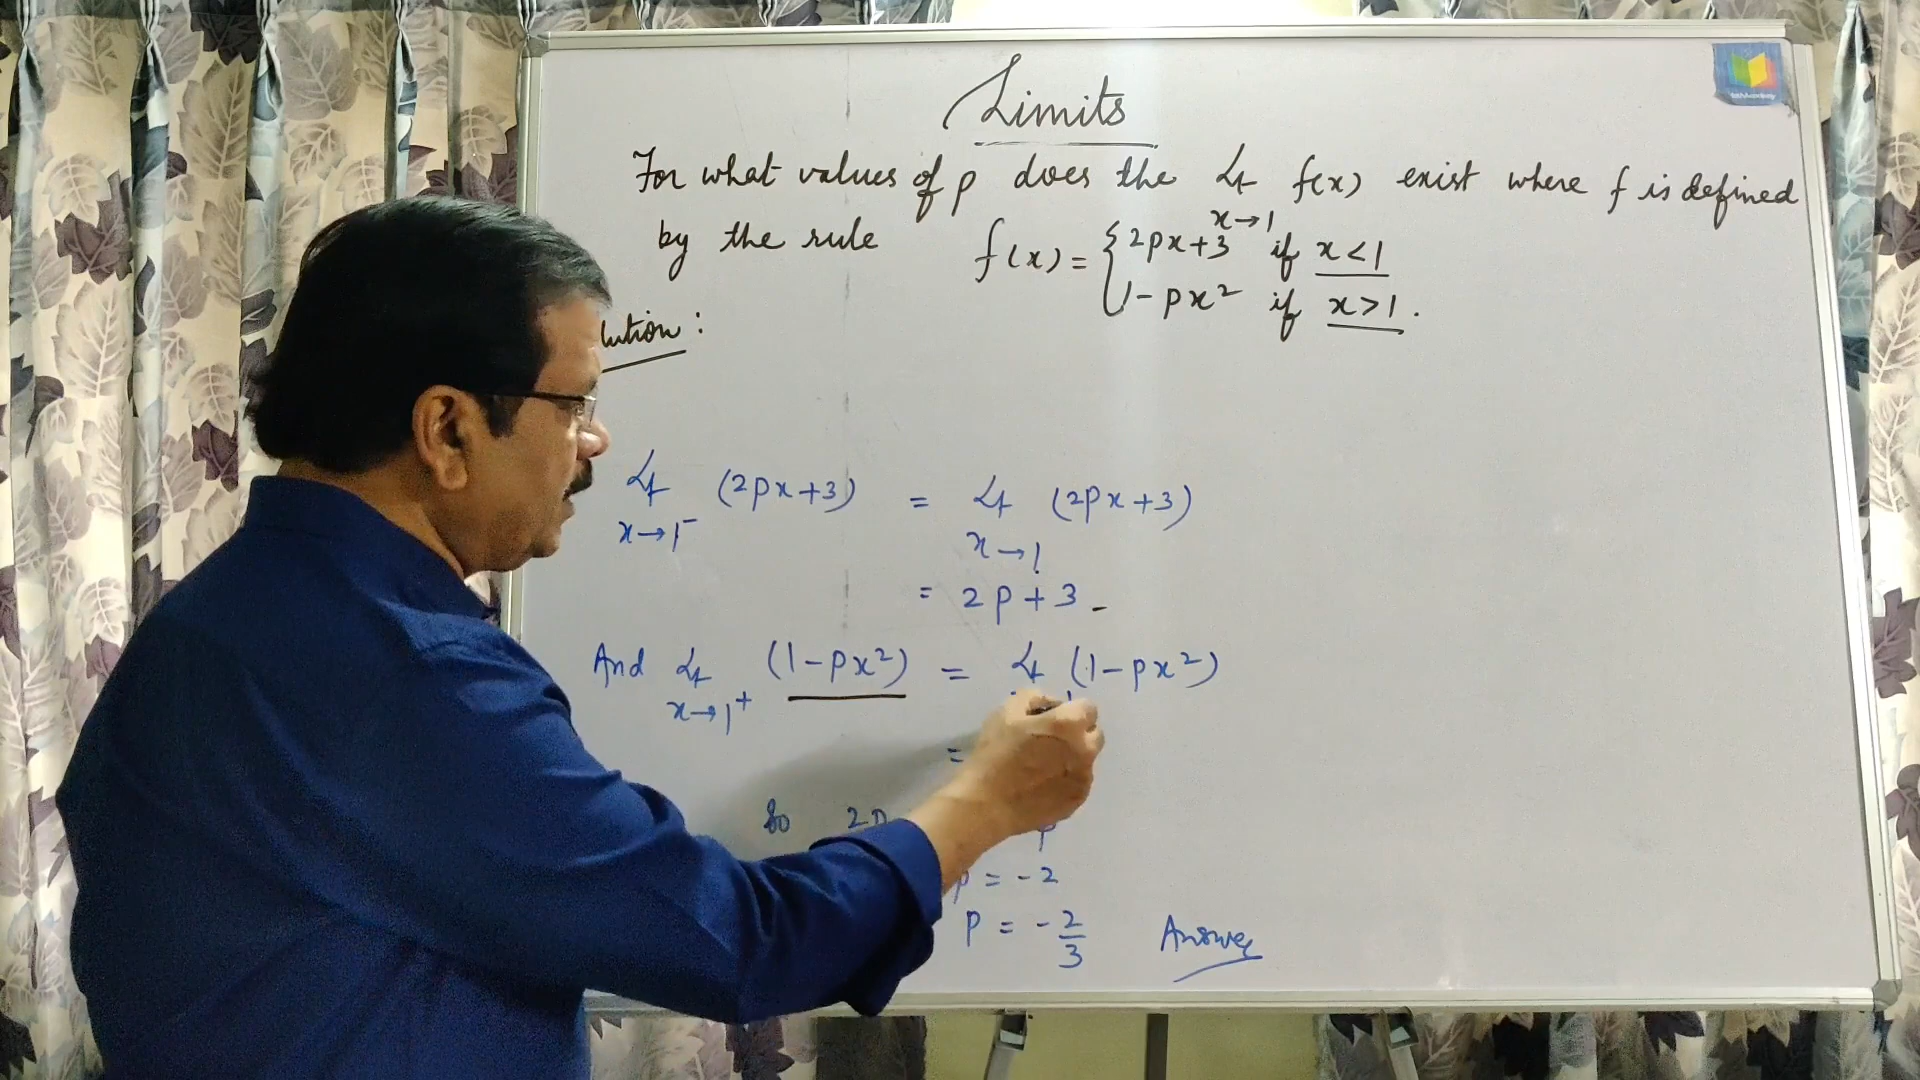 Limits
For what values of p does the Lt f(x) exist where f is defined
x→1
by the rule f(x) = { 2px+3 if x<1
1-px² if x>1.
lution :
Lt (2px+3) = Lt (2px+3)
x→1⁻ x→1
= 2p+3
And Lt (1-px²) = Lt (1-px²)
x→1⁺
=
So 2p p
p = -2
p = -2/3 Answer